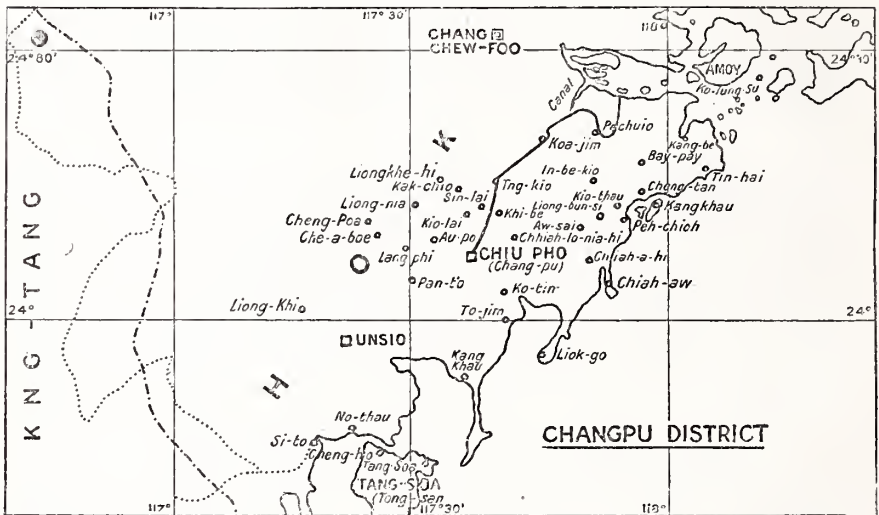 117°
117° 30'
118°
CHANG
CHEW-FOO
24°80'
24°30'
AMOY
Ko-lung-Su
Canal
Pechuio
Koa-jim
Kang-be
Bay-pay
Tin-hai
K
Liongkhe-hi
Kak-chio
Tng-kio
In-be-kio
Chong-tan
Liong-ma
Sin-lai
Kio-thau
Kangkhau
Cheng-Poa
Kio-lai
Khi-be
Liong-bun-si
Peh-chioh
Che-a-boe
Au-po
Aw-sai
Chhiah-lo-nia-hi
Lang phi
CHIU PHO
(Chang-pu)
Chhiah-a-hi
Pan-to
Ko-tin
Chiah-aw
Liong-Khi
24°
To-jim
24°
UNSIO
Liok-go
Kang
Khau
H
KNG-TANG
No-thau
CHANGPU DISTRICT
Si-to
Cheng-ho
Tang-Soa
TANG-SOA
(Tong-san
117°
117°30'
118°